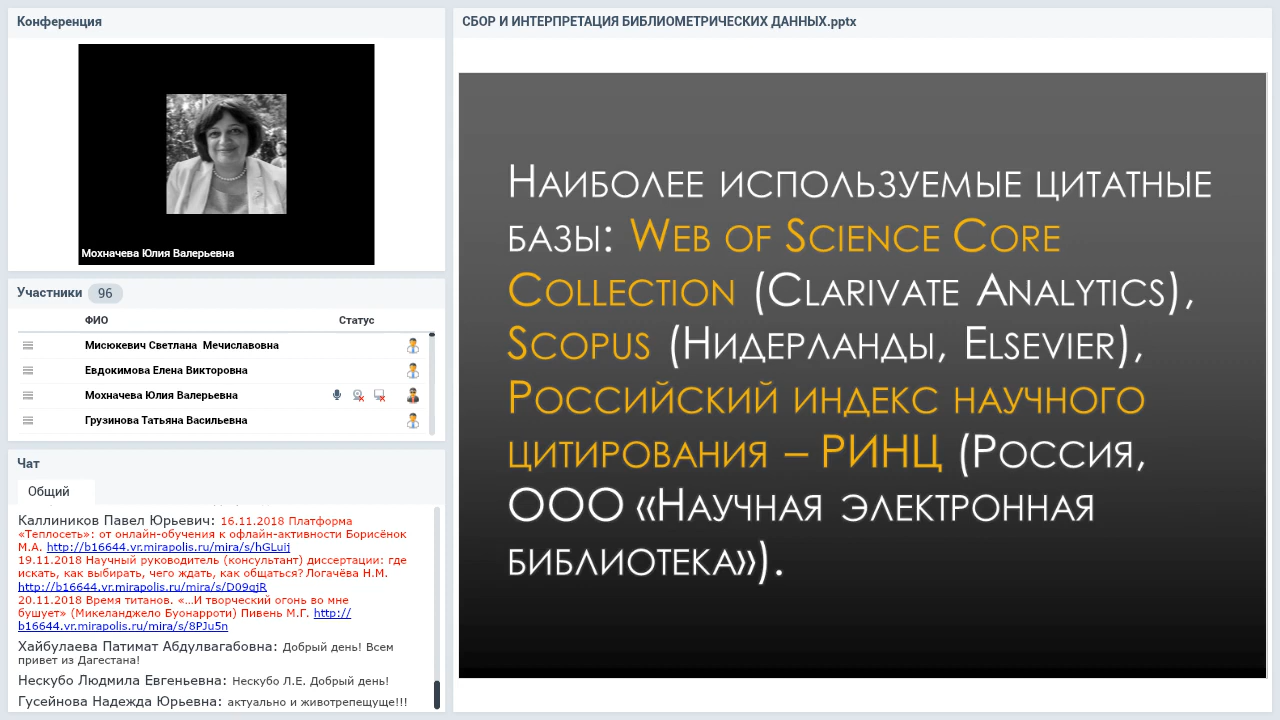 Конференция
Мохначева Юлия Валерьевна
Участники 96
ФИО Статус
Мисюкевич Светлана Мечиславовна
Евдокимова Елена Викторовна
Мохначева Юлия Валерьевна
Грузинова Татьяна Васильевна
Чат
Общий
Каллиников Павел Юрьевич: 16.11.2018 Платформа
«Теплосеть»: от онлайн-обучения к офлайн-активности Борисёнок
М.А. http://b16644.vr.mirapolis.ru/mira/s/hGLuij
19.11.2018 Научный руководитель (консультант) диссертации: где
искать, как выбирать, чего ждать, как общаться? Логачёва Н.М.
http://b16644.vr.mirapolis.ru/mira/s/D09qjR
20.11.2018 Время титанов. «...И творческий огонь во мне
бушует» (Микеланджело Буонарроти) Пивень М.Г. http://
b16644.vr.mirapolis.ru/mira/s/8PJu5n
Хайбулаева Патимат Абдулвагабовна: Добрый день! Всем
привет из Дагестана!
Нескубо Людмила Евгеньевна: Нескубо Л.Е. Добрый день!
Гусейнова Надежда Юрьевна: актуально и животрепещуще!!!
СБОР И ИНТЕРПРЕТАЦИЯ БИБЛИОМЕТРИЧЕСКИХ ДАННЫХ.pptx
Наиболее используемые цитатные
базы: Web of Science Core
Collection (Clarivate Analytics),
Scopus (Нидерланды, Elsevier),
Российский индекс научного
цитирования – РИНЦ (Россия,
ООО «Научная электронная
библиотека»).